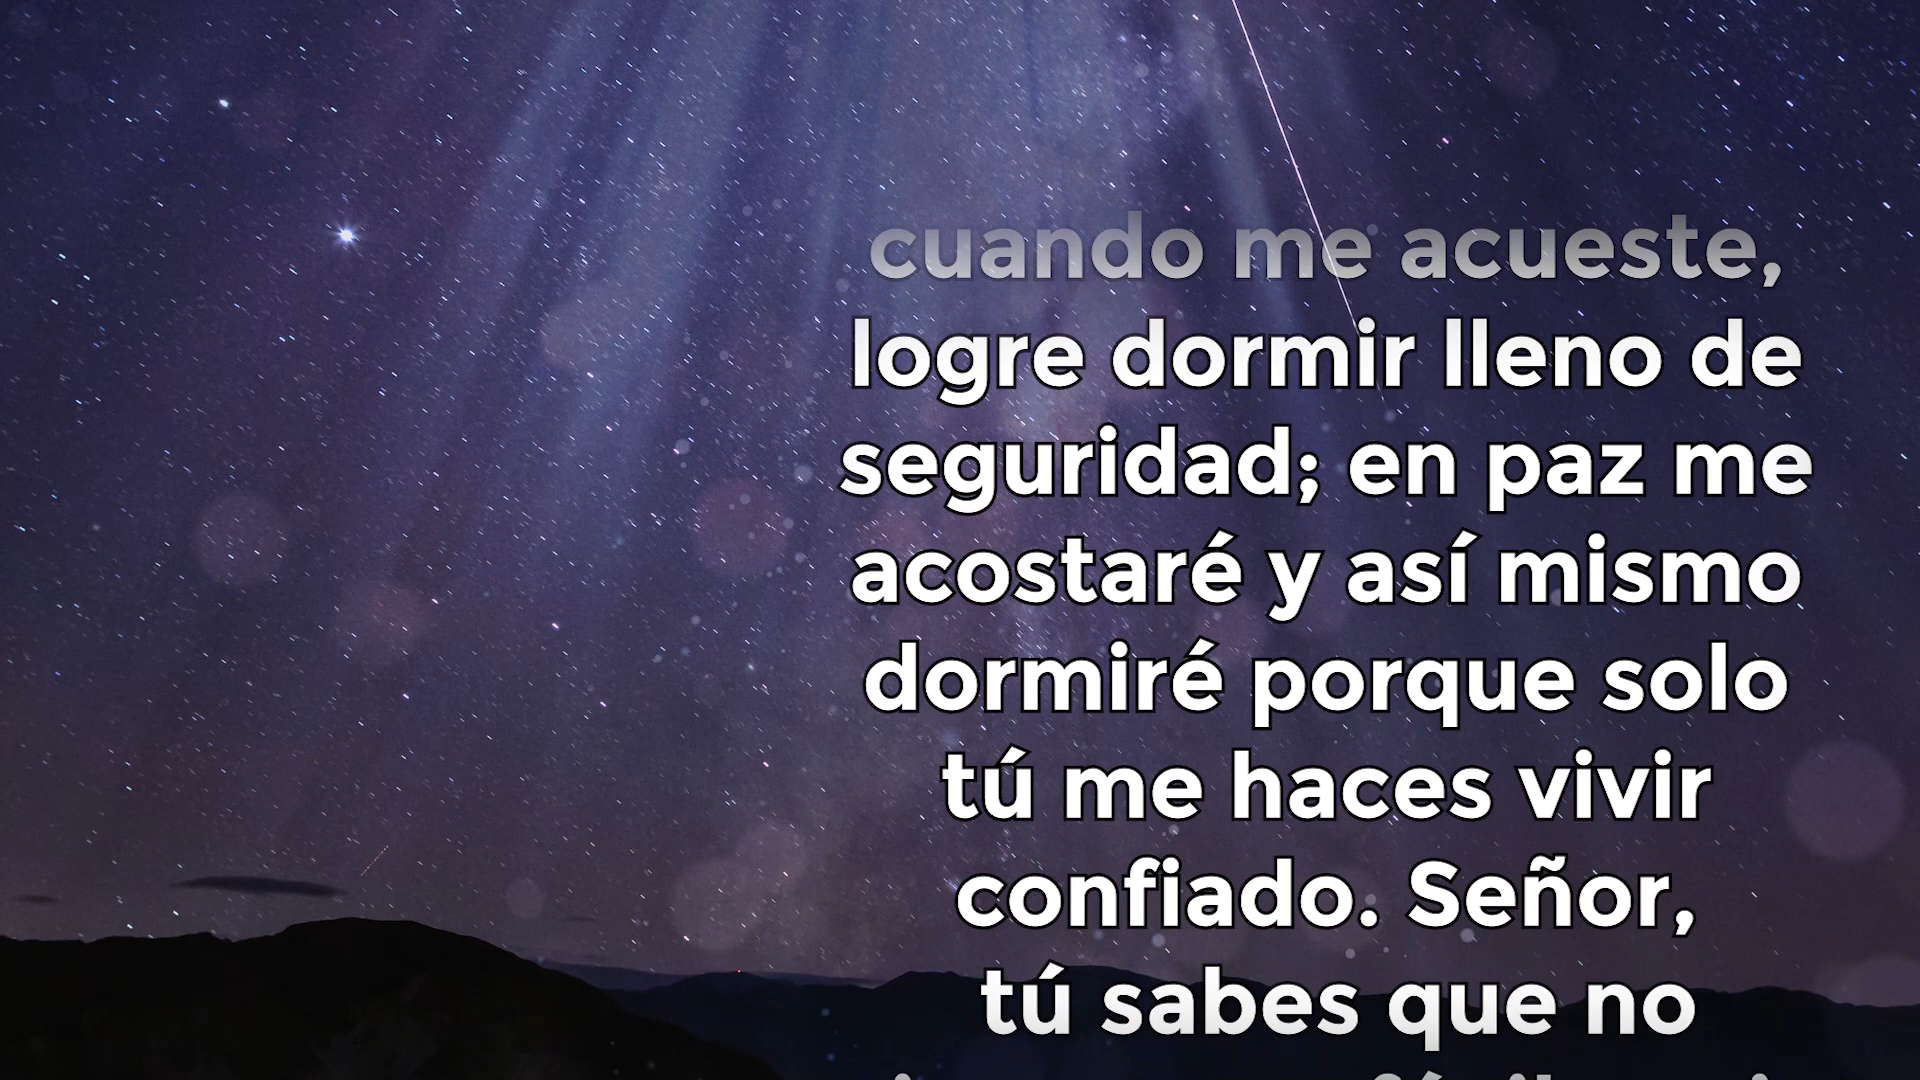 cuando me acueste,
logre dormir lleno de
seguridad; en paz me
acostaré y así mismo
dormiré porque solo
tú me haces vivir
confiado. Señor,
tú sabes que no